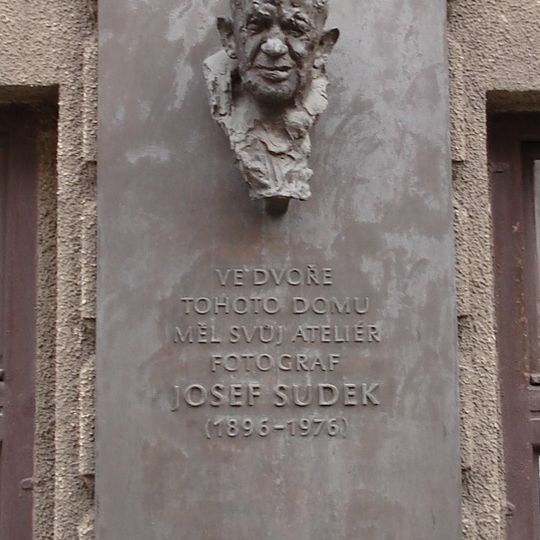 VE DVOŘE
TOHOTO DOMU
MĚL SVŮJ ATELIÉR
FOTOGRAF
JOSEF SUDEK
(1896-1976)